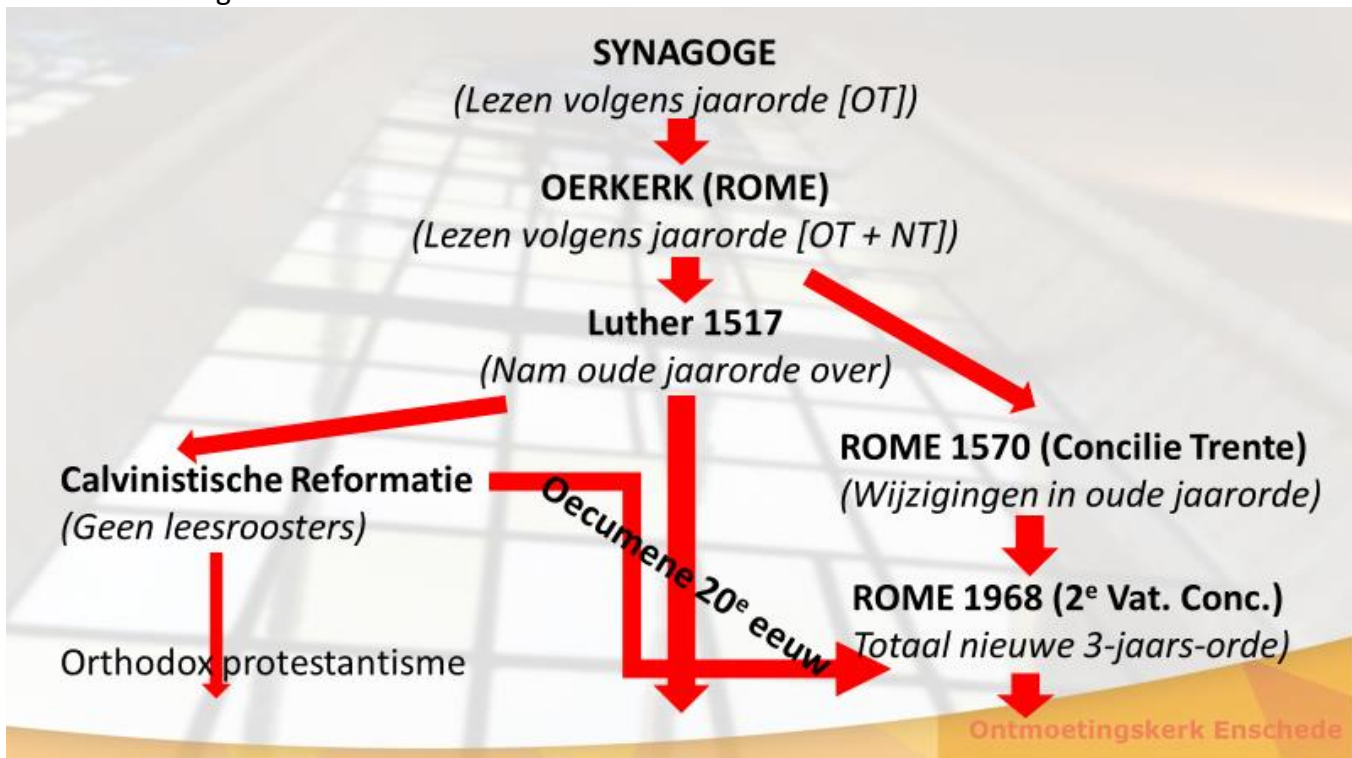 SYNAGOGE
(Lezen volgens jaarorde [OT])
OERKERK (ROME)
(Lezen volgens jaarorde [OT + NT])
Luther 1517
(Nam oude jaarorde over)
Calvinistische Reformatie
(Geen leesroosters)
Orthodox protestantisme
Oecumene 20e eeuw
ROME 1570 (Concilie Trente)
(Wijzigingen in oude jaarorde)
ROME 1968 (2e Vat. Conc.)
Totaal nieuwe 3-jaars-orde)
Ontmoetingskerk Enschede